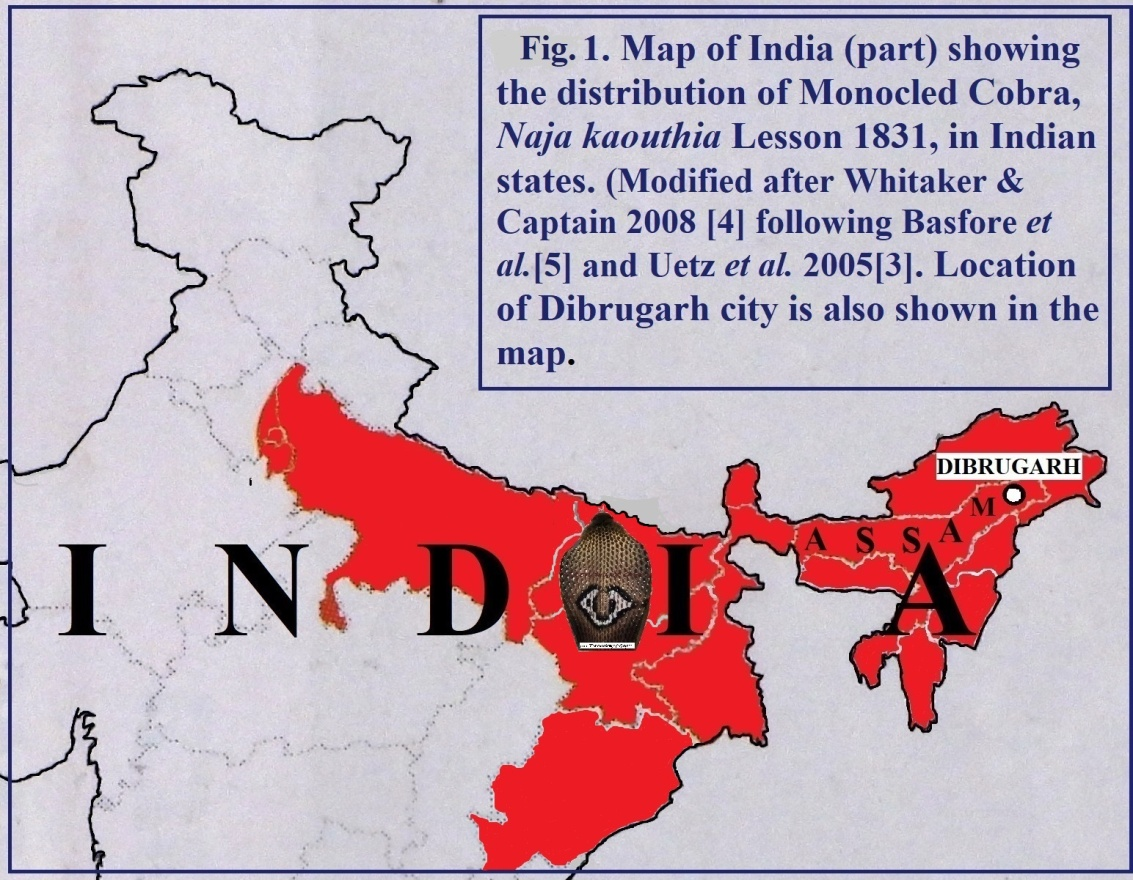 Fig. 1. Map of India (part) showing
the distribution of Monocled Cobra,
Naja kaouthia Lesson 1831, in Indian
states. (Modified after Whitaker &
Captain 2008 [4] following Basfore et
al.[5] and Uetz et al. 2005[3]. Location
of Dibrugarh city is also shown in the
map.
DIBRUGARH
ASSAM
INDIA